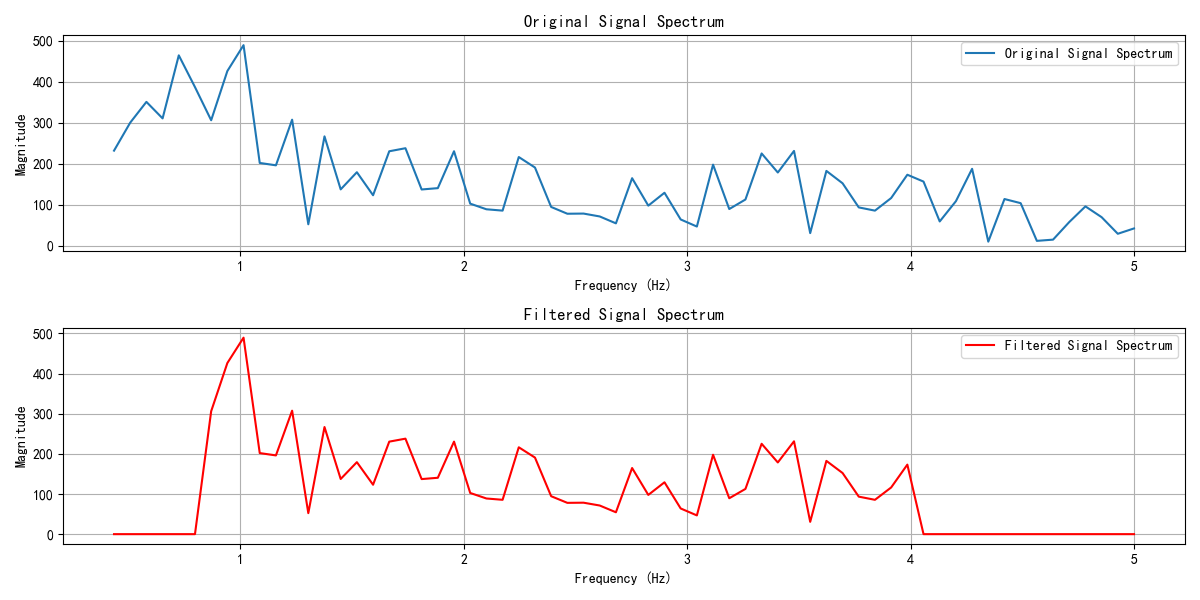 Original Signal Spectrum
500
400
300
200
100
0
Magnitude
Original Signal Spectrum
1 2 3 4 5
Frequency (Hz)
Filtered Signal Spectrum
500
400
300
200
100
0
Magnitude
Filtered Signal Spectrum
1 2 3 4 5
Frequency (Hz)